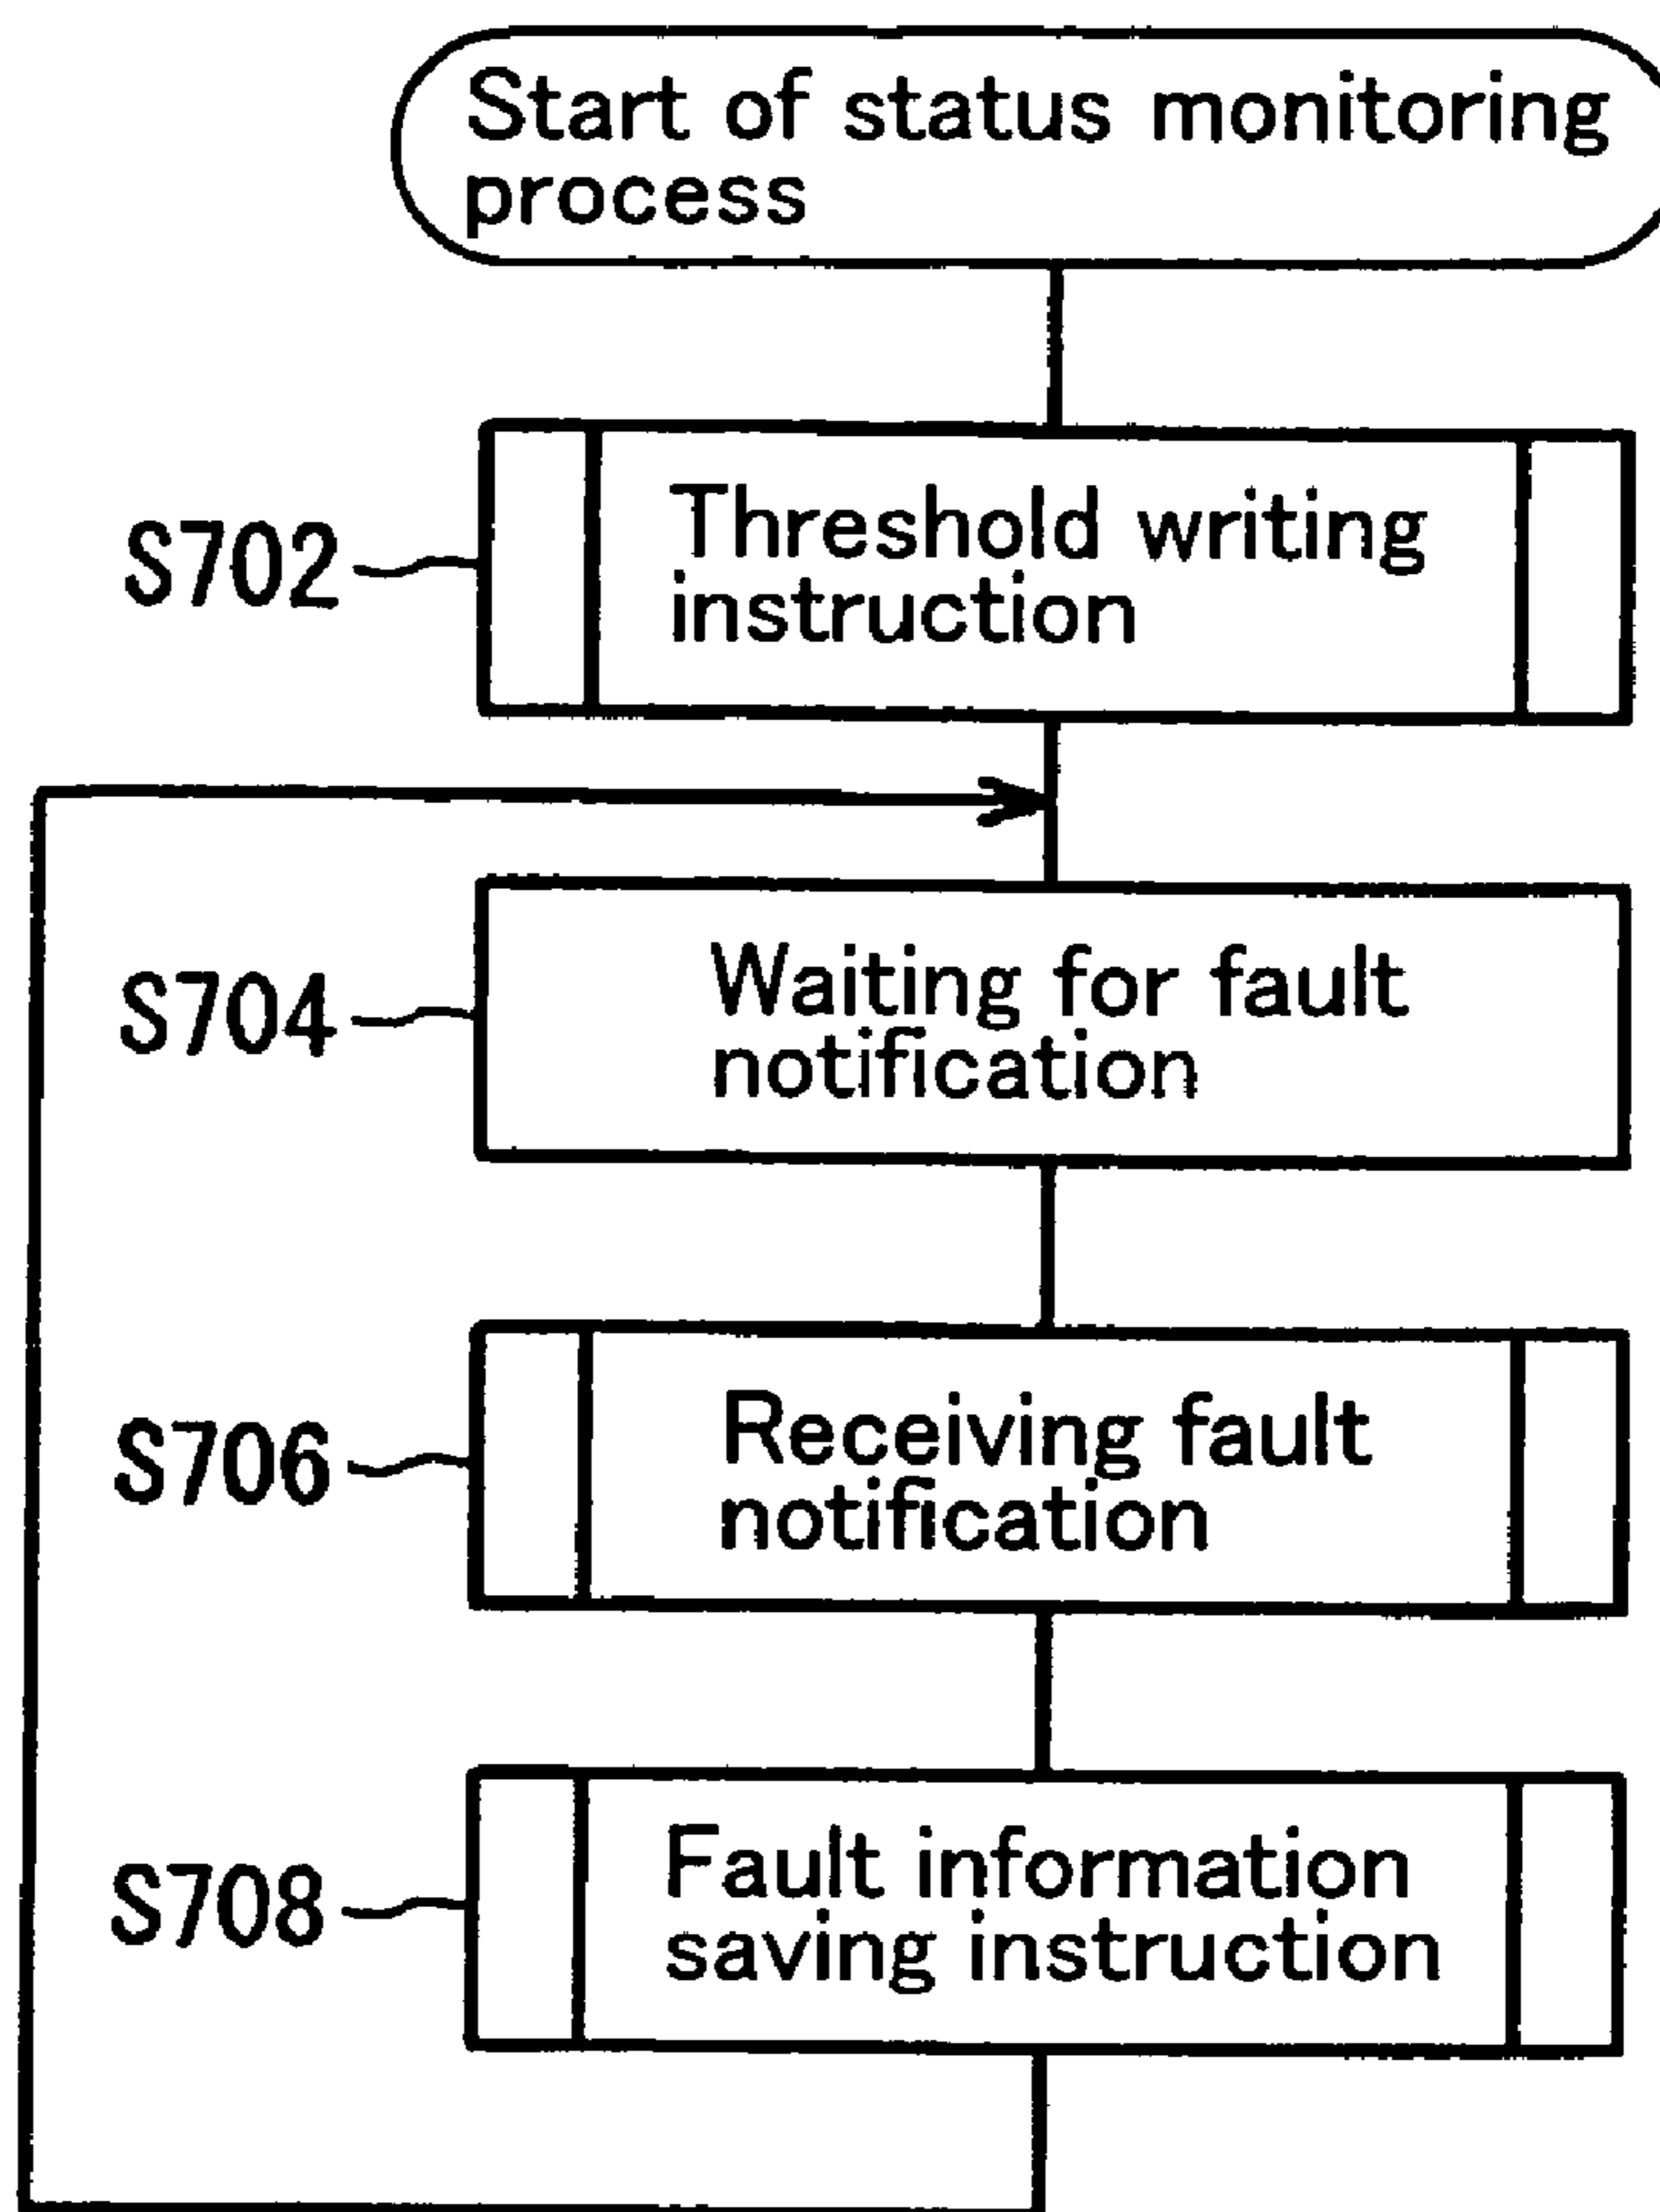 Start of status monitoring
process
S702
Threshold writing
instruction
S704
Waiting for fault
notification
S706
Receiving fault
notification
S708
Fault information
saving instruction